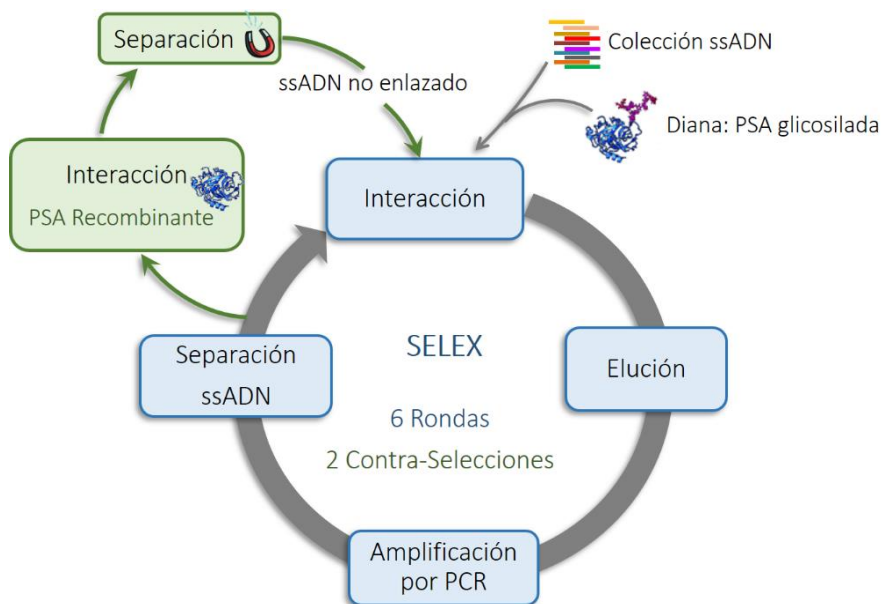 Separación
ssADN no enlazado
Colección ssADN
Diana: PSA glicosilada
Interacción
PSA Recombinante
Interacción
Separación
ssADN
SELEX
Elución
6 Rondas
2 Contra-Selecciones
Amplificación
por PCR